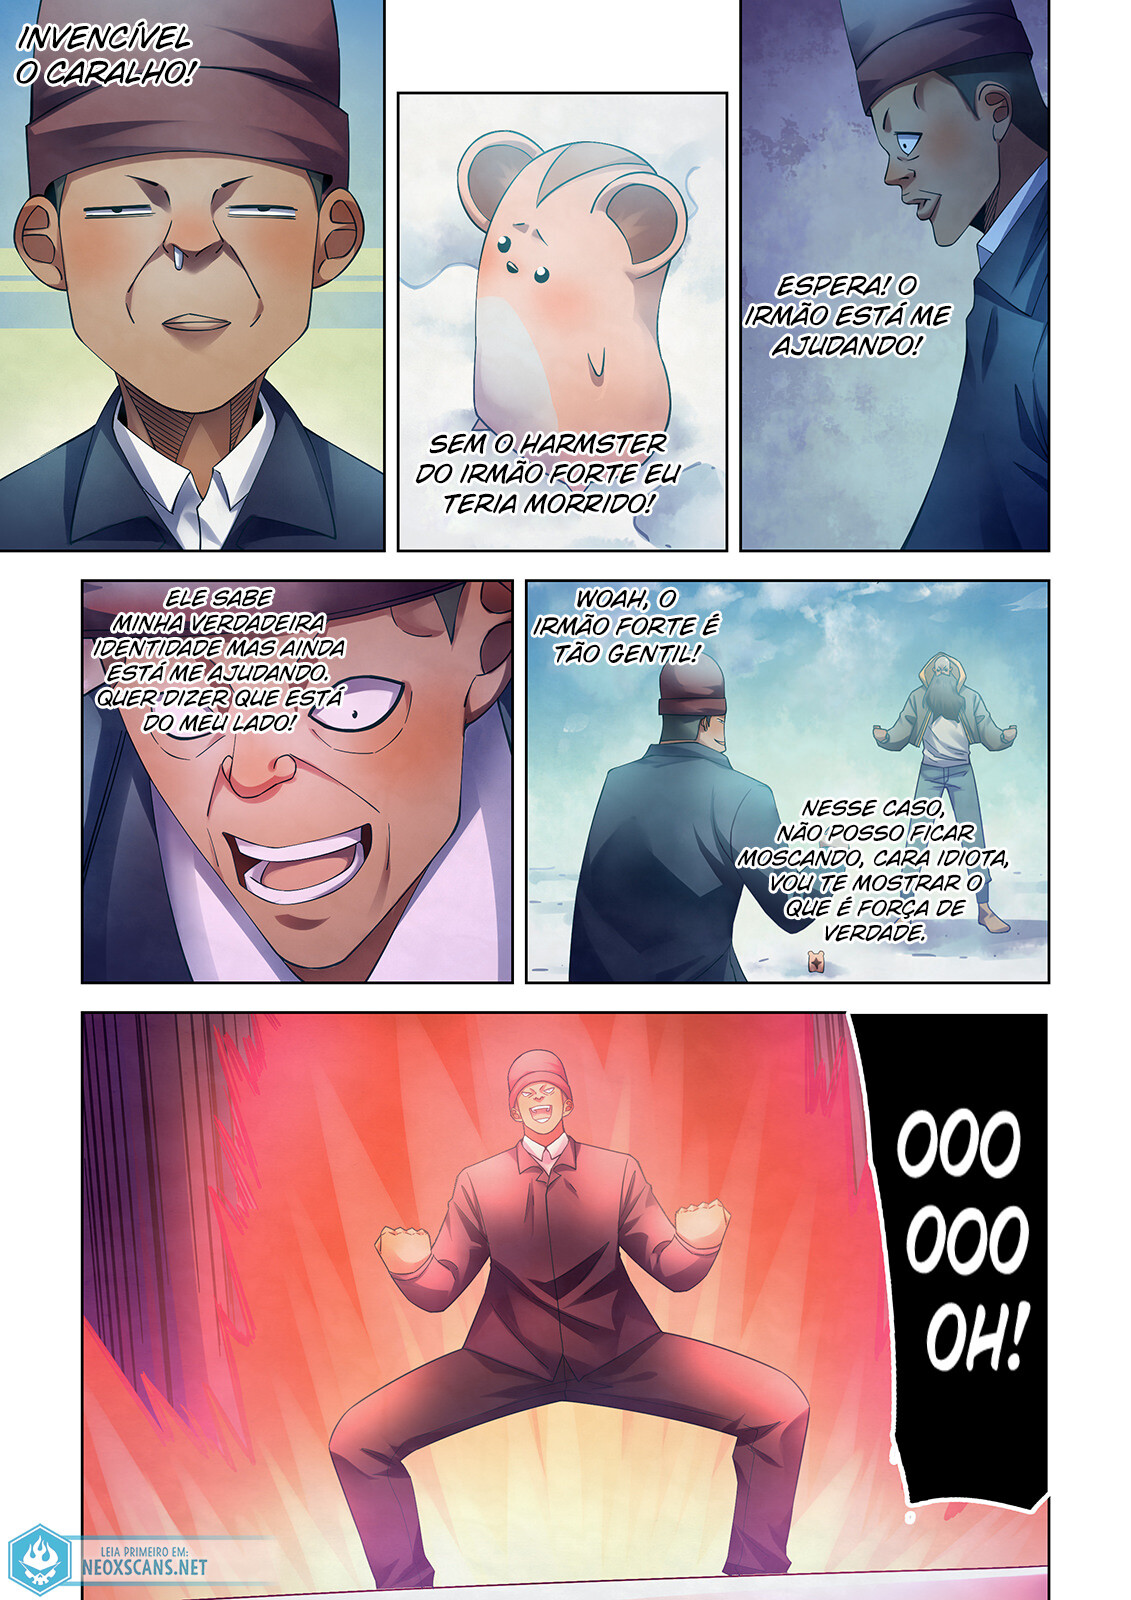 INVENCÍVEL
O CARALHO!
SEM O HARMSTER
DO IRMÃO FORTE EU
TERIA MORRIDO!
ESPERA! O
IRMÃO ESTÁ ME
AJUDANDO!
ELE SABE
MINHA VERDADEIRA
IDENTIDADE MAS AINDA
ESTÁ ME AJUDANDO.
QUER DIZER QUE ESTÁ
DO MEU LADO!
WOAH, O
IRMÃO FORTE É
TÃO GENTIL!
NESSE CASO,
NÃO POSSO FICAR
MOSCANDO, CARA IDIOTA,
VOU TE MOSTRAR O
QUE É FORÇA DE
VERDADE.
OOO
OOO
OH!
LEIA PRIMEIRO EM:
NEOXSCANS.NET